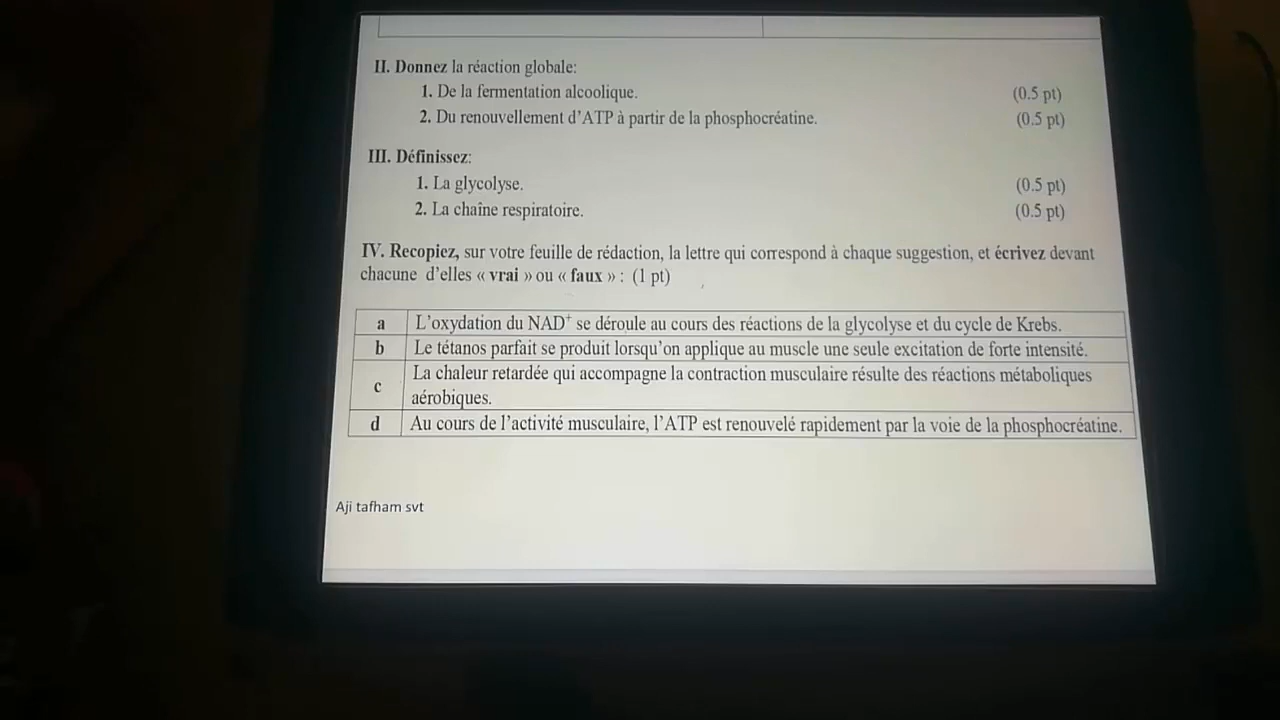 II. Donnez la réaction globale:
1. De la fermentation alcoolique. (0.5 pt)
2. Du renouvellement d'ATP à partir de la phosphocréatine. (0.5 pt)
III. Définissez:
1. La glycolyse. (0.5 pt)
2. La chaîne respiratoire. (0.5 pt)
IV. Recopiez, sur votre feuille de rédaction, la lettre qui correspond à chaque suggestion, et écrivez devant
chacune d'elles « vrai » ou « faux » : (1 pt)
a L'oxydation du NAD⁺ se déroule au cours des réactions de la glycolyse et du cycle de Krebs.
b Le tétanos parfait se produit lorsqu'on applique au muscle une seule excitation de forte intensité.
c La chaleur retardée qui accompagne la contraction musculaire résulte des réactions métaboliques
aérobiques.
d Au cours de l'activité musculaire, l'ATP est renouvelé rapidement par la voie de la phosphocréatine.
Aji tafham svt